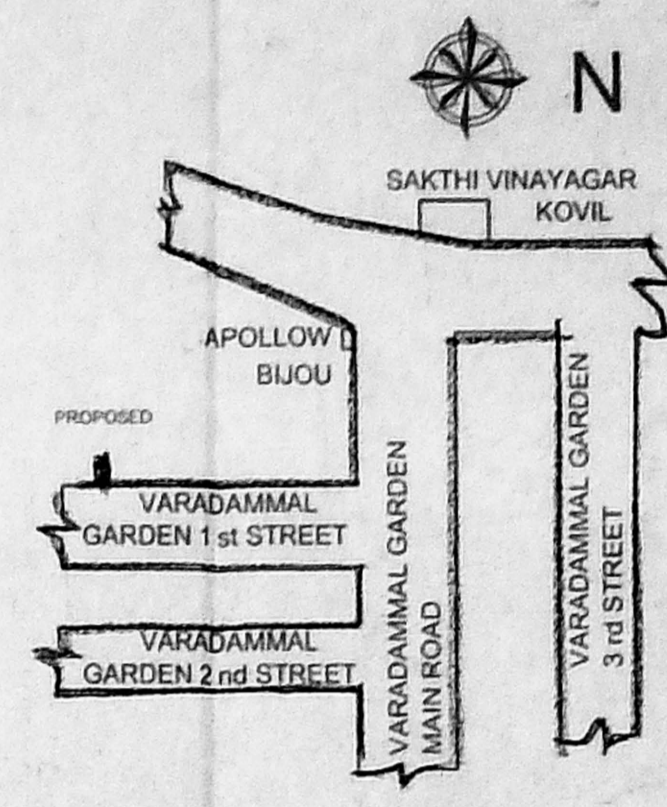 N
SAKTHI VINAYAGAR
KOVIL
APOLLOW
BIJOU
PROPOSED
VARADAMMAL
GARDEN 1 st STREET
VARADAMMAL
GARDEN 2 nd STREET
VARADAMMAL GARDEN
MAIN ROAD
VARADAMMAL GARDEN
3 rd STREET